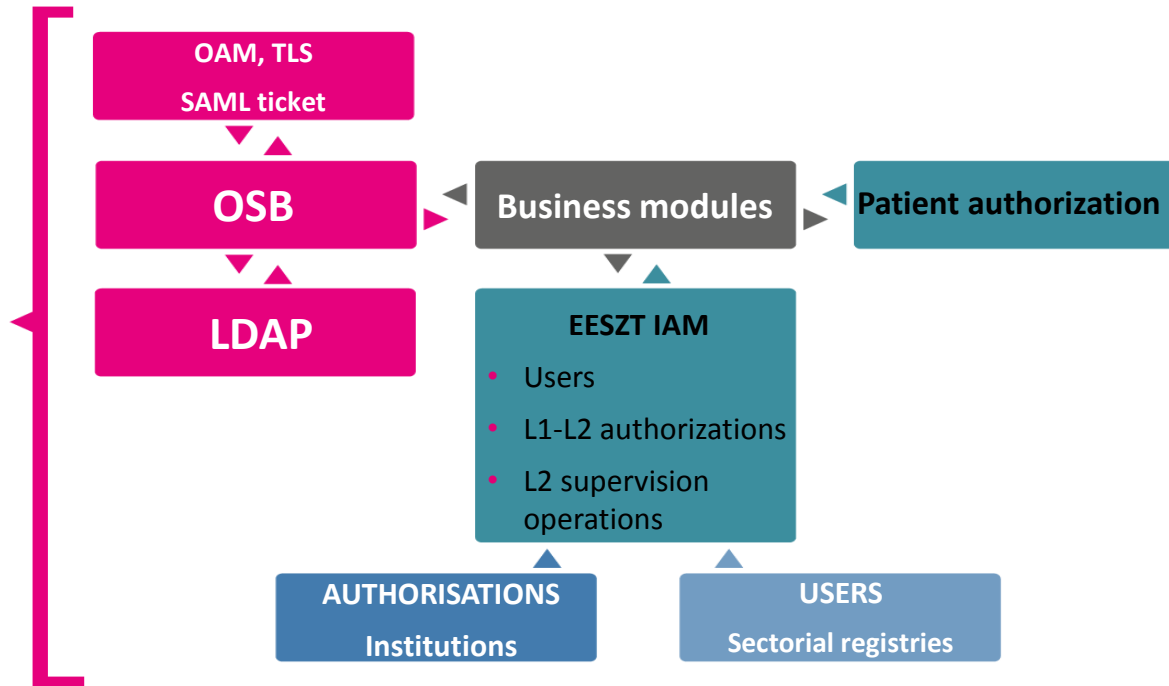 OAM, TLS
SAML ticket
OSB
Business modules
Patient authorization
LDAP
EESZT IAM
• Users
• L1-L2 authorizations
• L2 supervision
operations
AUTHORISATIONS
Institutions
USERS
Sectorial registries